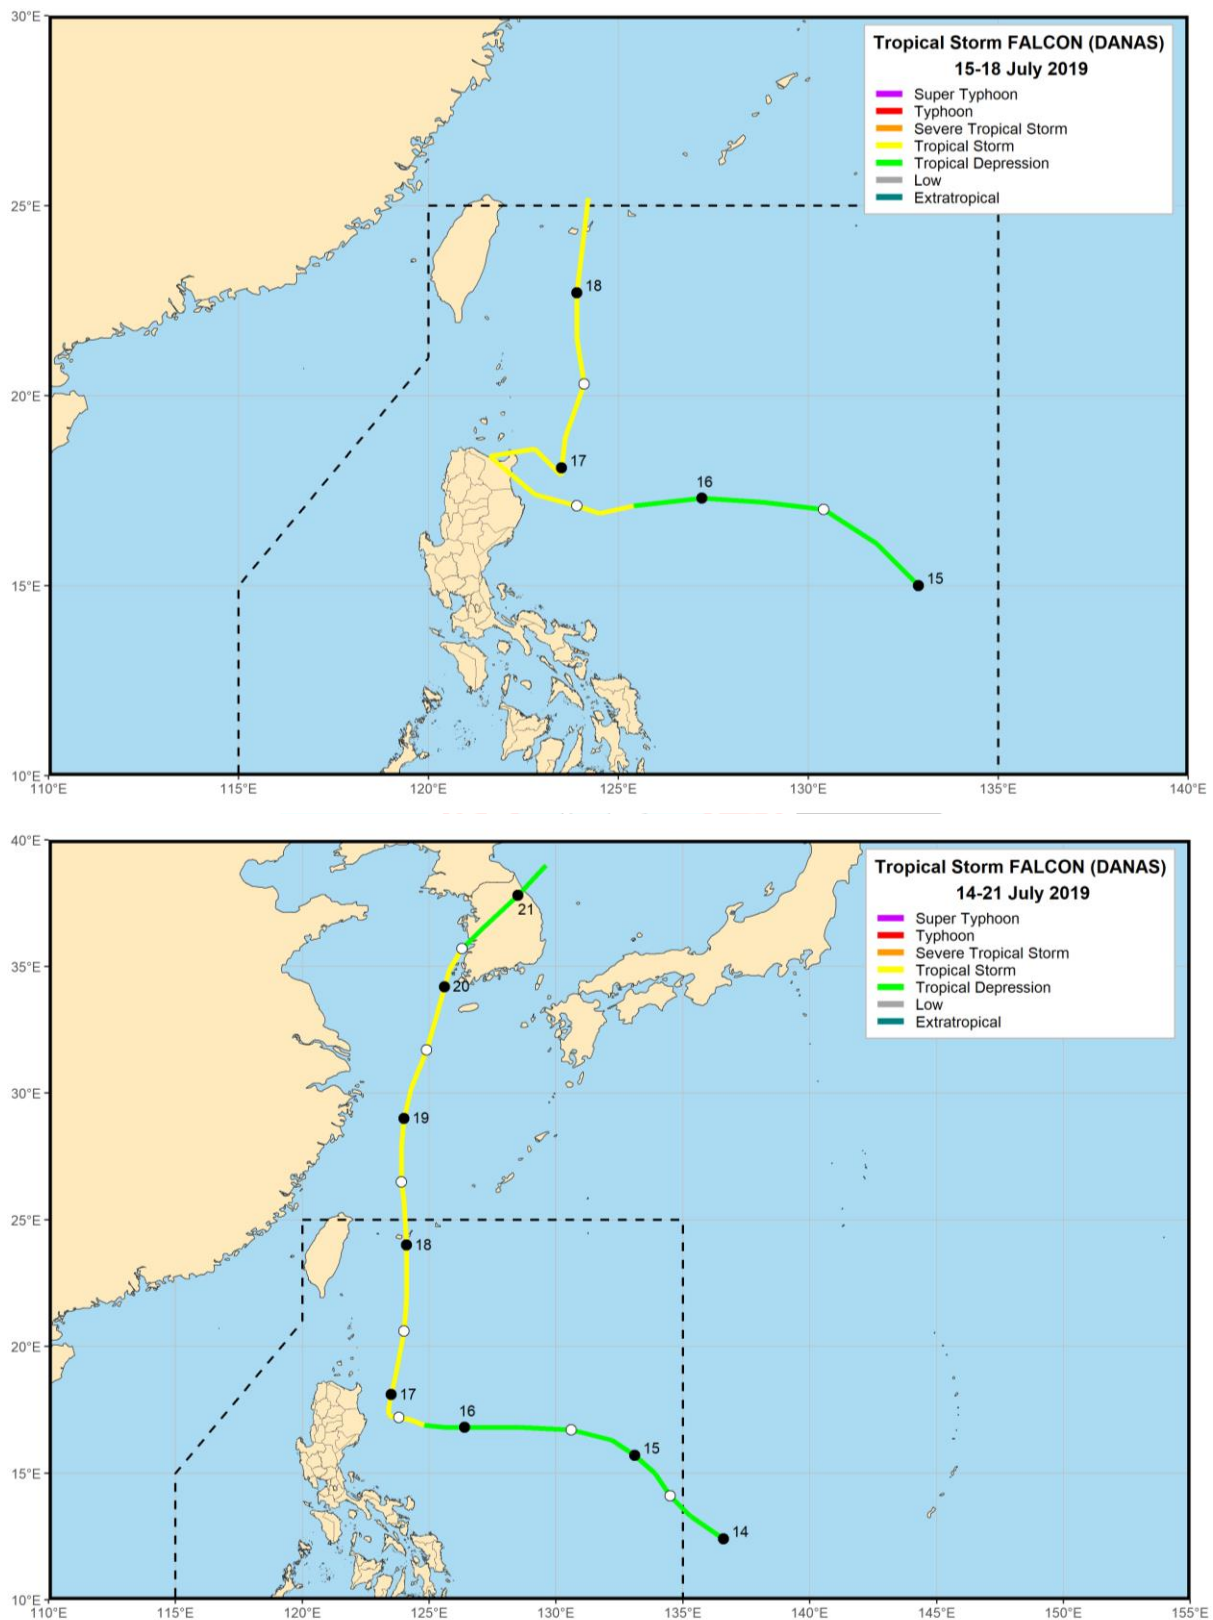 30°E
Tropical Storm FALCON (DANAS)
15-18 July 2019
Super Typhoon
Typhoon
Severe Tropical Storm
Tropical Storm
Tropical Depression
Low
Extratropical
25°E
18
20°E
17
16
15
15°E
10°E
110°E 115°E 120°E 125°E 130°E 135°E 140°E
40°E
Tropical Storm FALCON (DANAS)
14-21 July 2019
Super Typhoon
Typhoon
Severe Tropical Storm
Tropical Storm
Tropical Depression
Low
Extratropical
21
35°E
20
30°E
19
25°E
18
20°E
17
16
15
15°E
14
10°E
110°E 115°E 120°E 125°E 130°E 135°E 140°E 145°E 150°E 155°E